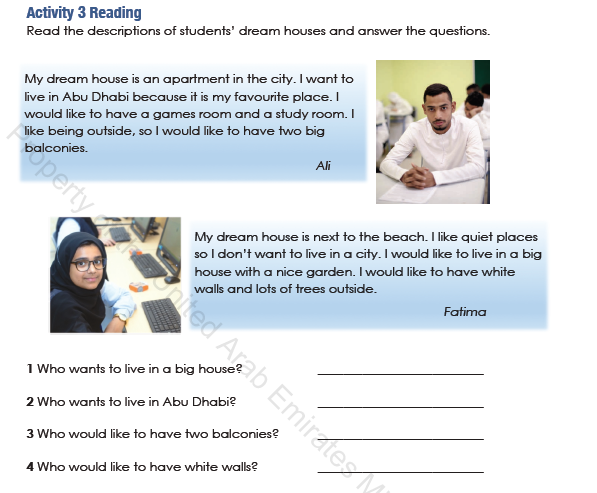 Activity 3 Reading
Read the descriptions of students' dream houses and answer the questions.
My dream house is an apartment in the city. I want to
live in Abu Dhabi because it is my favourite place. I
would like to have a games room and a study room. I
like being outside, so I would like to have two big
balconies.
Ali
My dream house is next to the beach. I like quiet places
so I don't want to live in a city. I would like to live in a big
house with a nice garden. I would like to have white
walls and lots of trees outside.
Fatima
1 Who wants to live in a big house?
2 Who wants to live in Abu Dhabi?
3 Who would like to have two balconies?
4 Who would like to have white walls?
Property United Arab Emirates